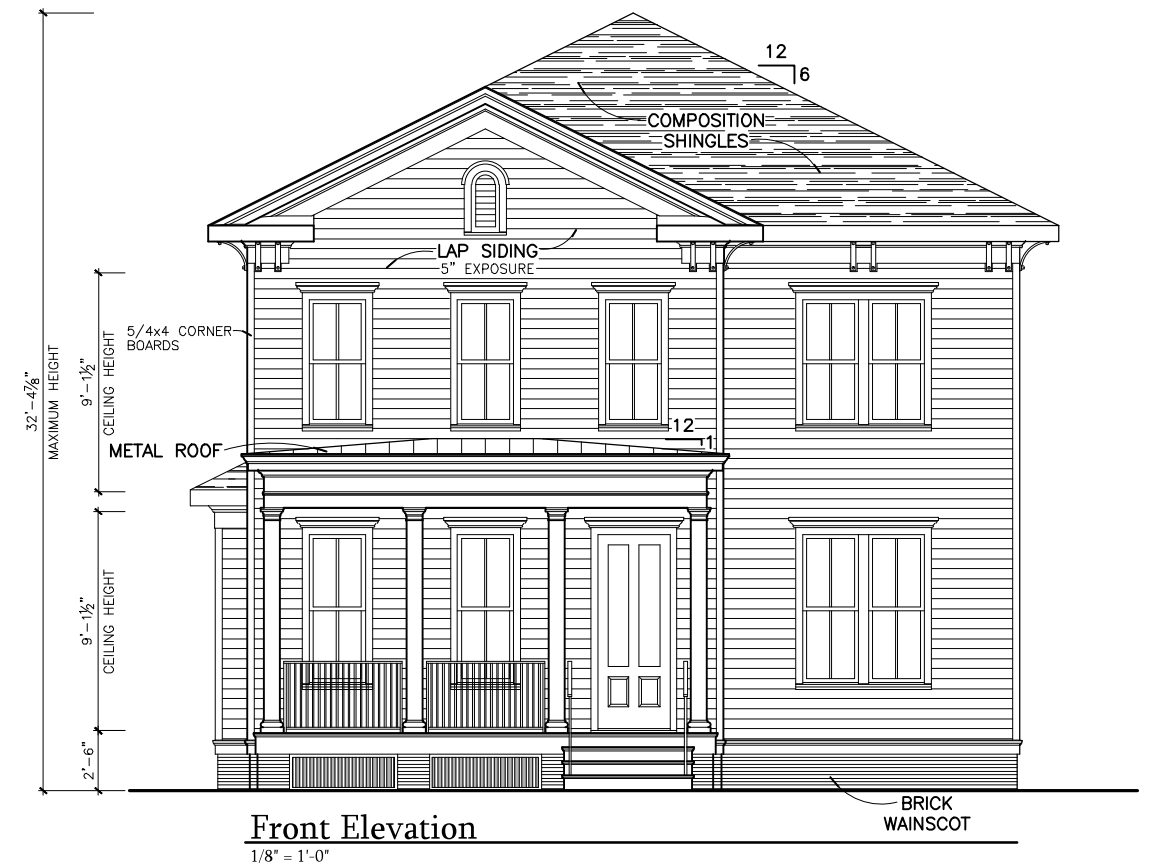 12
6
COMPOSITION
SHINGLES
LAP SIDING
5" EXPOSURE
5/4x4 CORNER
BOARDS
9'-1½"
CEILING HEIGHT
32'-4⅞"
MAXIMUM HEIGHT
12
1
METAL ROOF
9'-1½"
CEILING HEIGHT
2'-6"
BRICK
WAINSCOT
Front Elevation
1/8" = 1'-0"